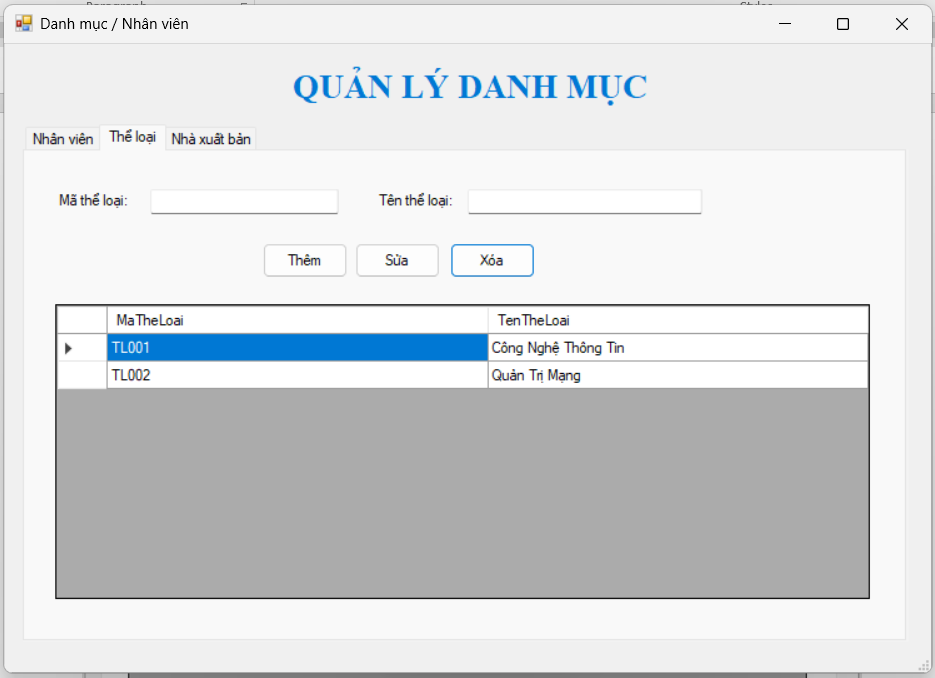 Danh mục / Nhân viên
QUẢN LÝ DANH MỤC
Nhân viên Thể loại Nhà xuất bản
Mã thể loại: Tên thể loại:
Thêm Sửa Xóa
MaTheLoai TenTheLoai
TL001 Công Nghệ Thông Tin
TL002 Quản Trị Mạng